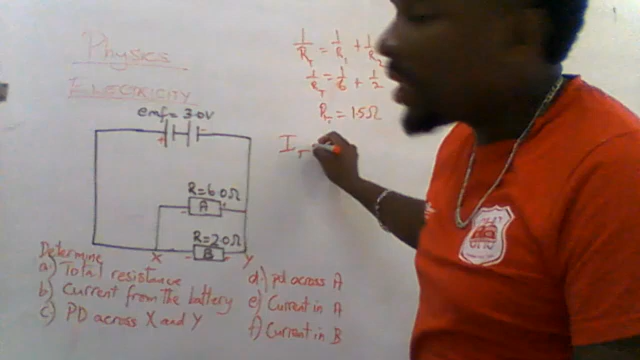 Physics
ELECTRICITY
emf = 3.0V
+ -
R=6.0Ω
A
R=2.0Ω
B
X Y
Determine
a) Total resistance
b) Current from the battery
c) PD across X and Y
d) pd across A
e) Current in A
f) Current in B
1/R_T = 1/R_1 + 1/R_2
1/R_T = 1/6 + 1/2
R_T = 1.5Ω
I_T